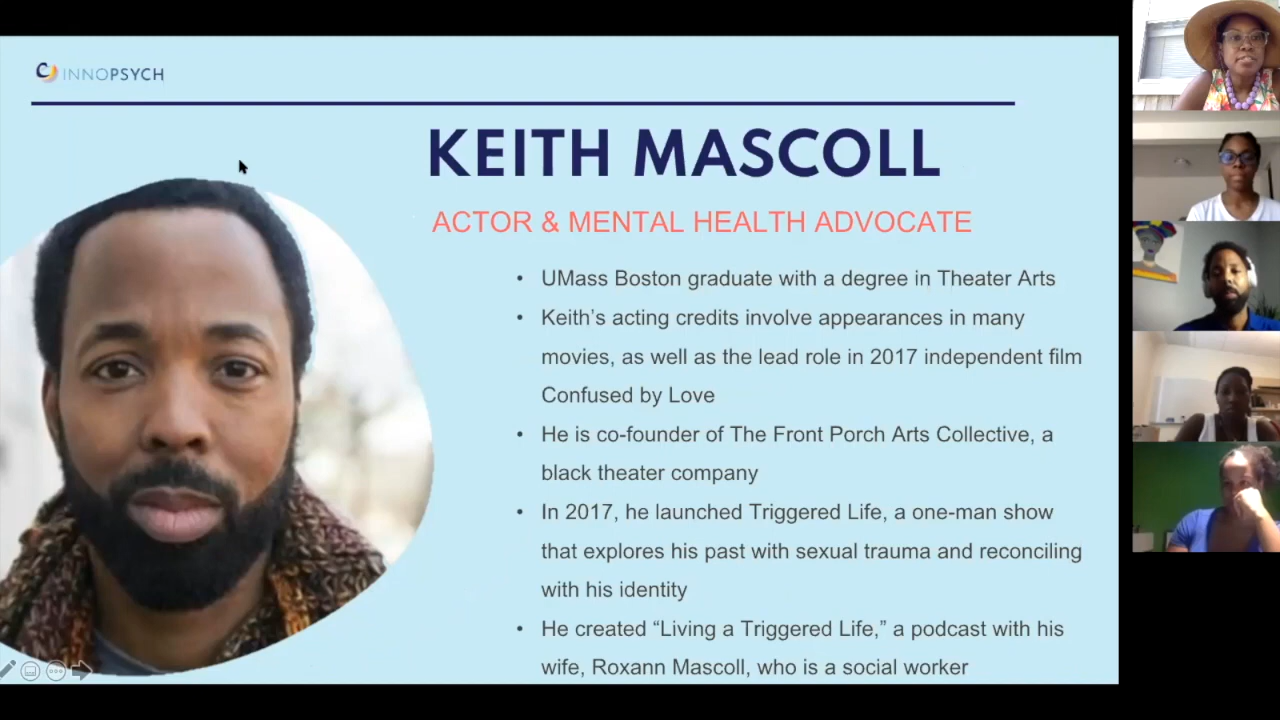 INNOPSYCH
KEITH MASCOLL
ACTOR & MENTAL HEALTH ADVOCATE
• UMass Boston graduate with a degree in Theater Arts
• Keith’s acting credits involve appearances in many
movies, as well as the lead role in 2017 independent film
Confused by Love
• He is co-founder of The Front Porch Arts Collective, a
black theater company
• In 2017, he launched Triggered Life, a one-man show
that explores his past with sexual trauma and reconciling
with his identity
• He created “Living a Triggered Life,” a podcast with his
wife, Roxann Mascoll, who is a social worker